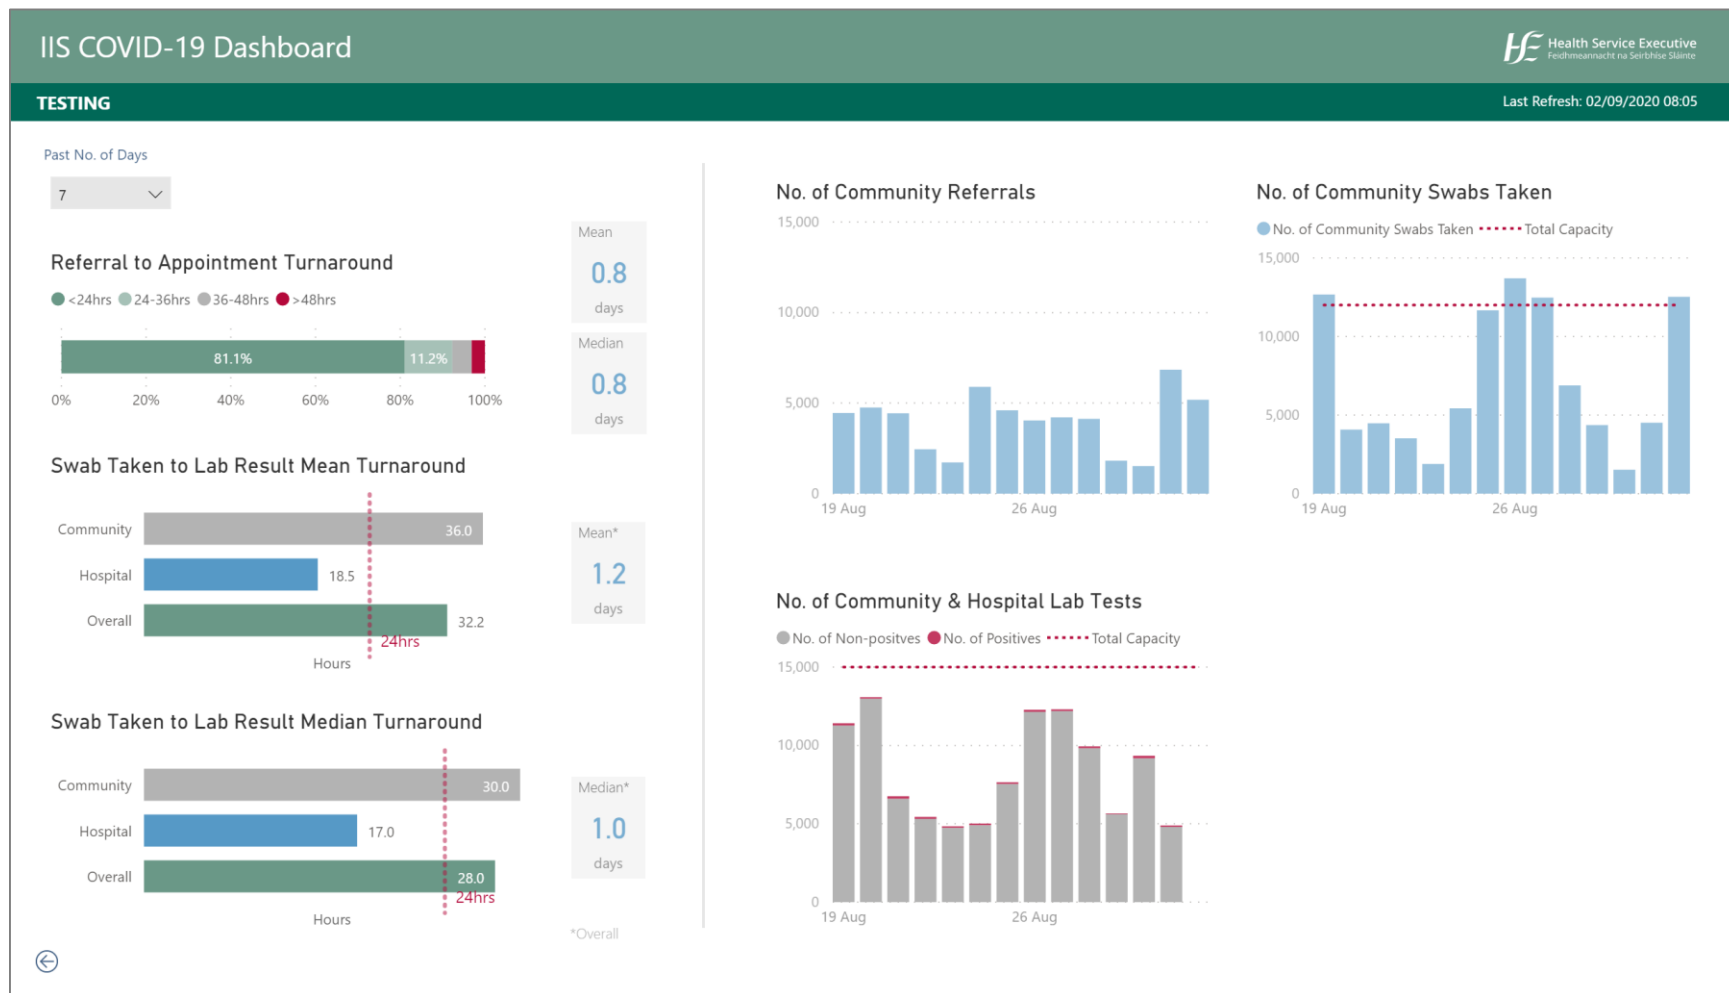 IIS COVID-19 Dashboard
Health Service Executive
Feidhmeannacht na Seirbhíse Sláinte
TESTING
Last Refresh: 02/09/2020 08:05
Past No. of Days
7
Referral to Appointment Turnaround
<24hrs 24-36hrs 36-48hrs >48hrs
81.1% 11.2%
0% 20% 40% 60% 80% 100%
Mean
0.8
days
Median
0.8
days
Swab Taken to Lab Result Mean Turnaround
Community 36.0
Hospital 18.5
Overall 32.2
24hrs
Hours
Mean*
1.2
days
Swab Taken to Lab Result Median Turnaround
Community 30.0
Hospital 17.0
Overall 28.0
24hrs
Hours
Median*
1.0
days
*Overall
No. of Community Referrals
15,000
10,000
5,000
0
19 Aug 26 Aug
No. of Community Swabs Taken
No. of Community Swabs Taken Total Capacity
15,000
10,000
5,000
0
19 Aug 26 Aug
No. of Community & Hospital Lab Tests
No. of Non-positves No. of Positives Total Capacity
15,000
10,000
5,000
0
19 Aug 26 Aug